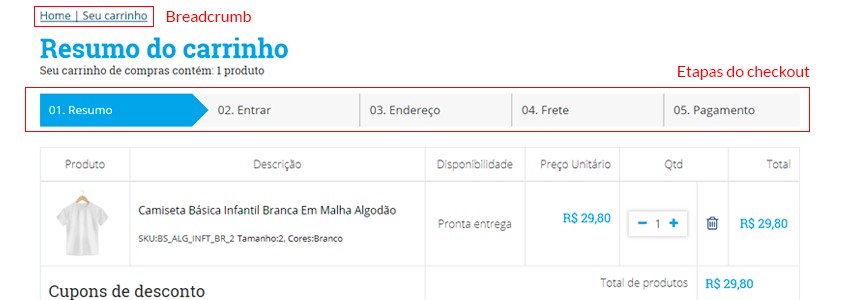 Home | Seu carrinho Breadcrumb
Resumo do carrinho
Seu carrinho de compras contém: 1 produto
Etapas do checkout
01. Resumo 02. Entrar 03. Endereço 04. Frete 05. Pagamento
Produto Descrição Disponibilidade Preço Unitário Qtd Total
Camiseta Básica Infantil Branca Em Malha Algodão
SKU:BS_ALG_INFT_BR_2 Tamanho:2, Cores:Branco
Pronta entrega R$ 29,80 − 1 + R$ 29,80
Total de produtos R$ 29,80
Cupons de desconto